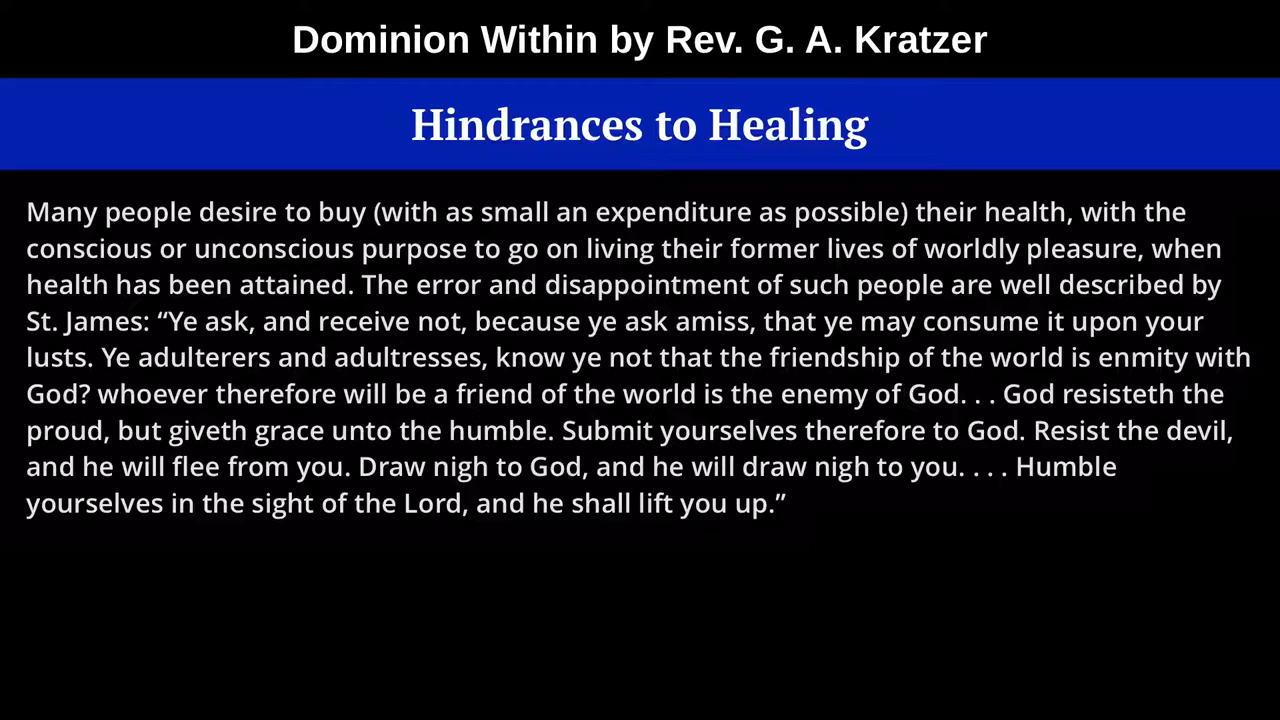 Dominion Within by Rev. G. A. Kratzer
Hindrances to Healing
Many people desire to buy (with as small an expenditure as possible) their health, with the
conscious or unconscious purpose to go on living their former lives of worldly pleasure, when
health has been attained. The error and disappointment of such people are well described by
St. James: “Ye ask, and receive not, because ye ask amiss, that ye may consume it upon your
lusts. Ye adulterers and adultresses, know ye not that the friendship of the world is enmity with
God? whoever therefore will be a friend of the world is the enemy of God. . . God resisteth the
proud, but giveth grace unto the humble. Submit yourselves therefore to God. Resist the devil,
and he will flee from you. Draw nigh to God, and he will draw nigh to you. . . . Humble
yourselves in the sight of the Lord, and he shall lift you up.”